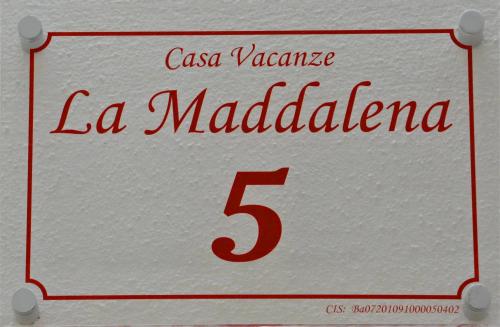 Casa Vacanze
La Maddalena
5
CIS: Ba07201091000050402